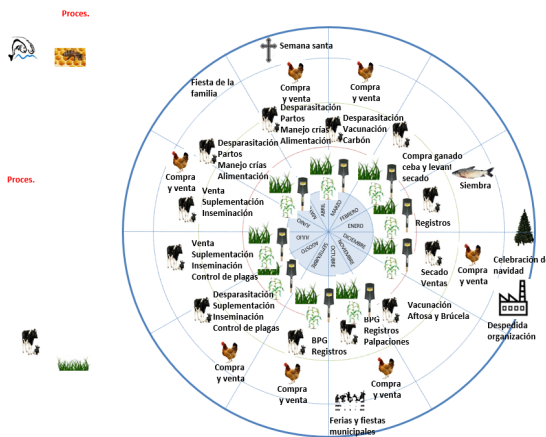 Proces.
Semana santa
Fiesta de la
familia
Compra
y venta
Compra
y venta
Desparasitación
Partos
Manejo crías
Alimentación
Desparasitación
Vacunación
Carbón
Desparasitación
Partos
Manejo crías
Alimentación
Compra
y venta
Compra ganado
ceba y levant
secado
Siembra
Proces.
Venta
Suplementación
Inseminación
Registros
MARZO
FEBRERO
ENERO
DICIEMBRE
NOVIEMBRE
OCTUBRE
SEPTIEMBRE
AGOSTO
JULIO
JUNIO
MAYO
ABRIL
Venta
Suplementación
Inseminación
Control de plagas
Secado
Ventas
Compra
y venta
Celebración de
navidad
Desparasitación
Suplementación
Inseminación
Control de plagas
Vacunación
Aftosa y Brúcela
Despedida
organización
BPG
Registros
BPG
Registros
Palpaciones
Compra
y venta
Compra
y venta
Compra
y venta
Ferias y fiestas
municipales